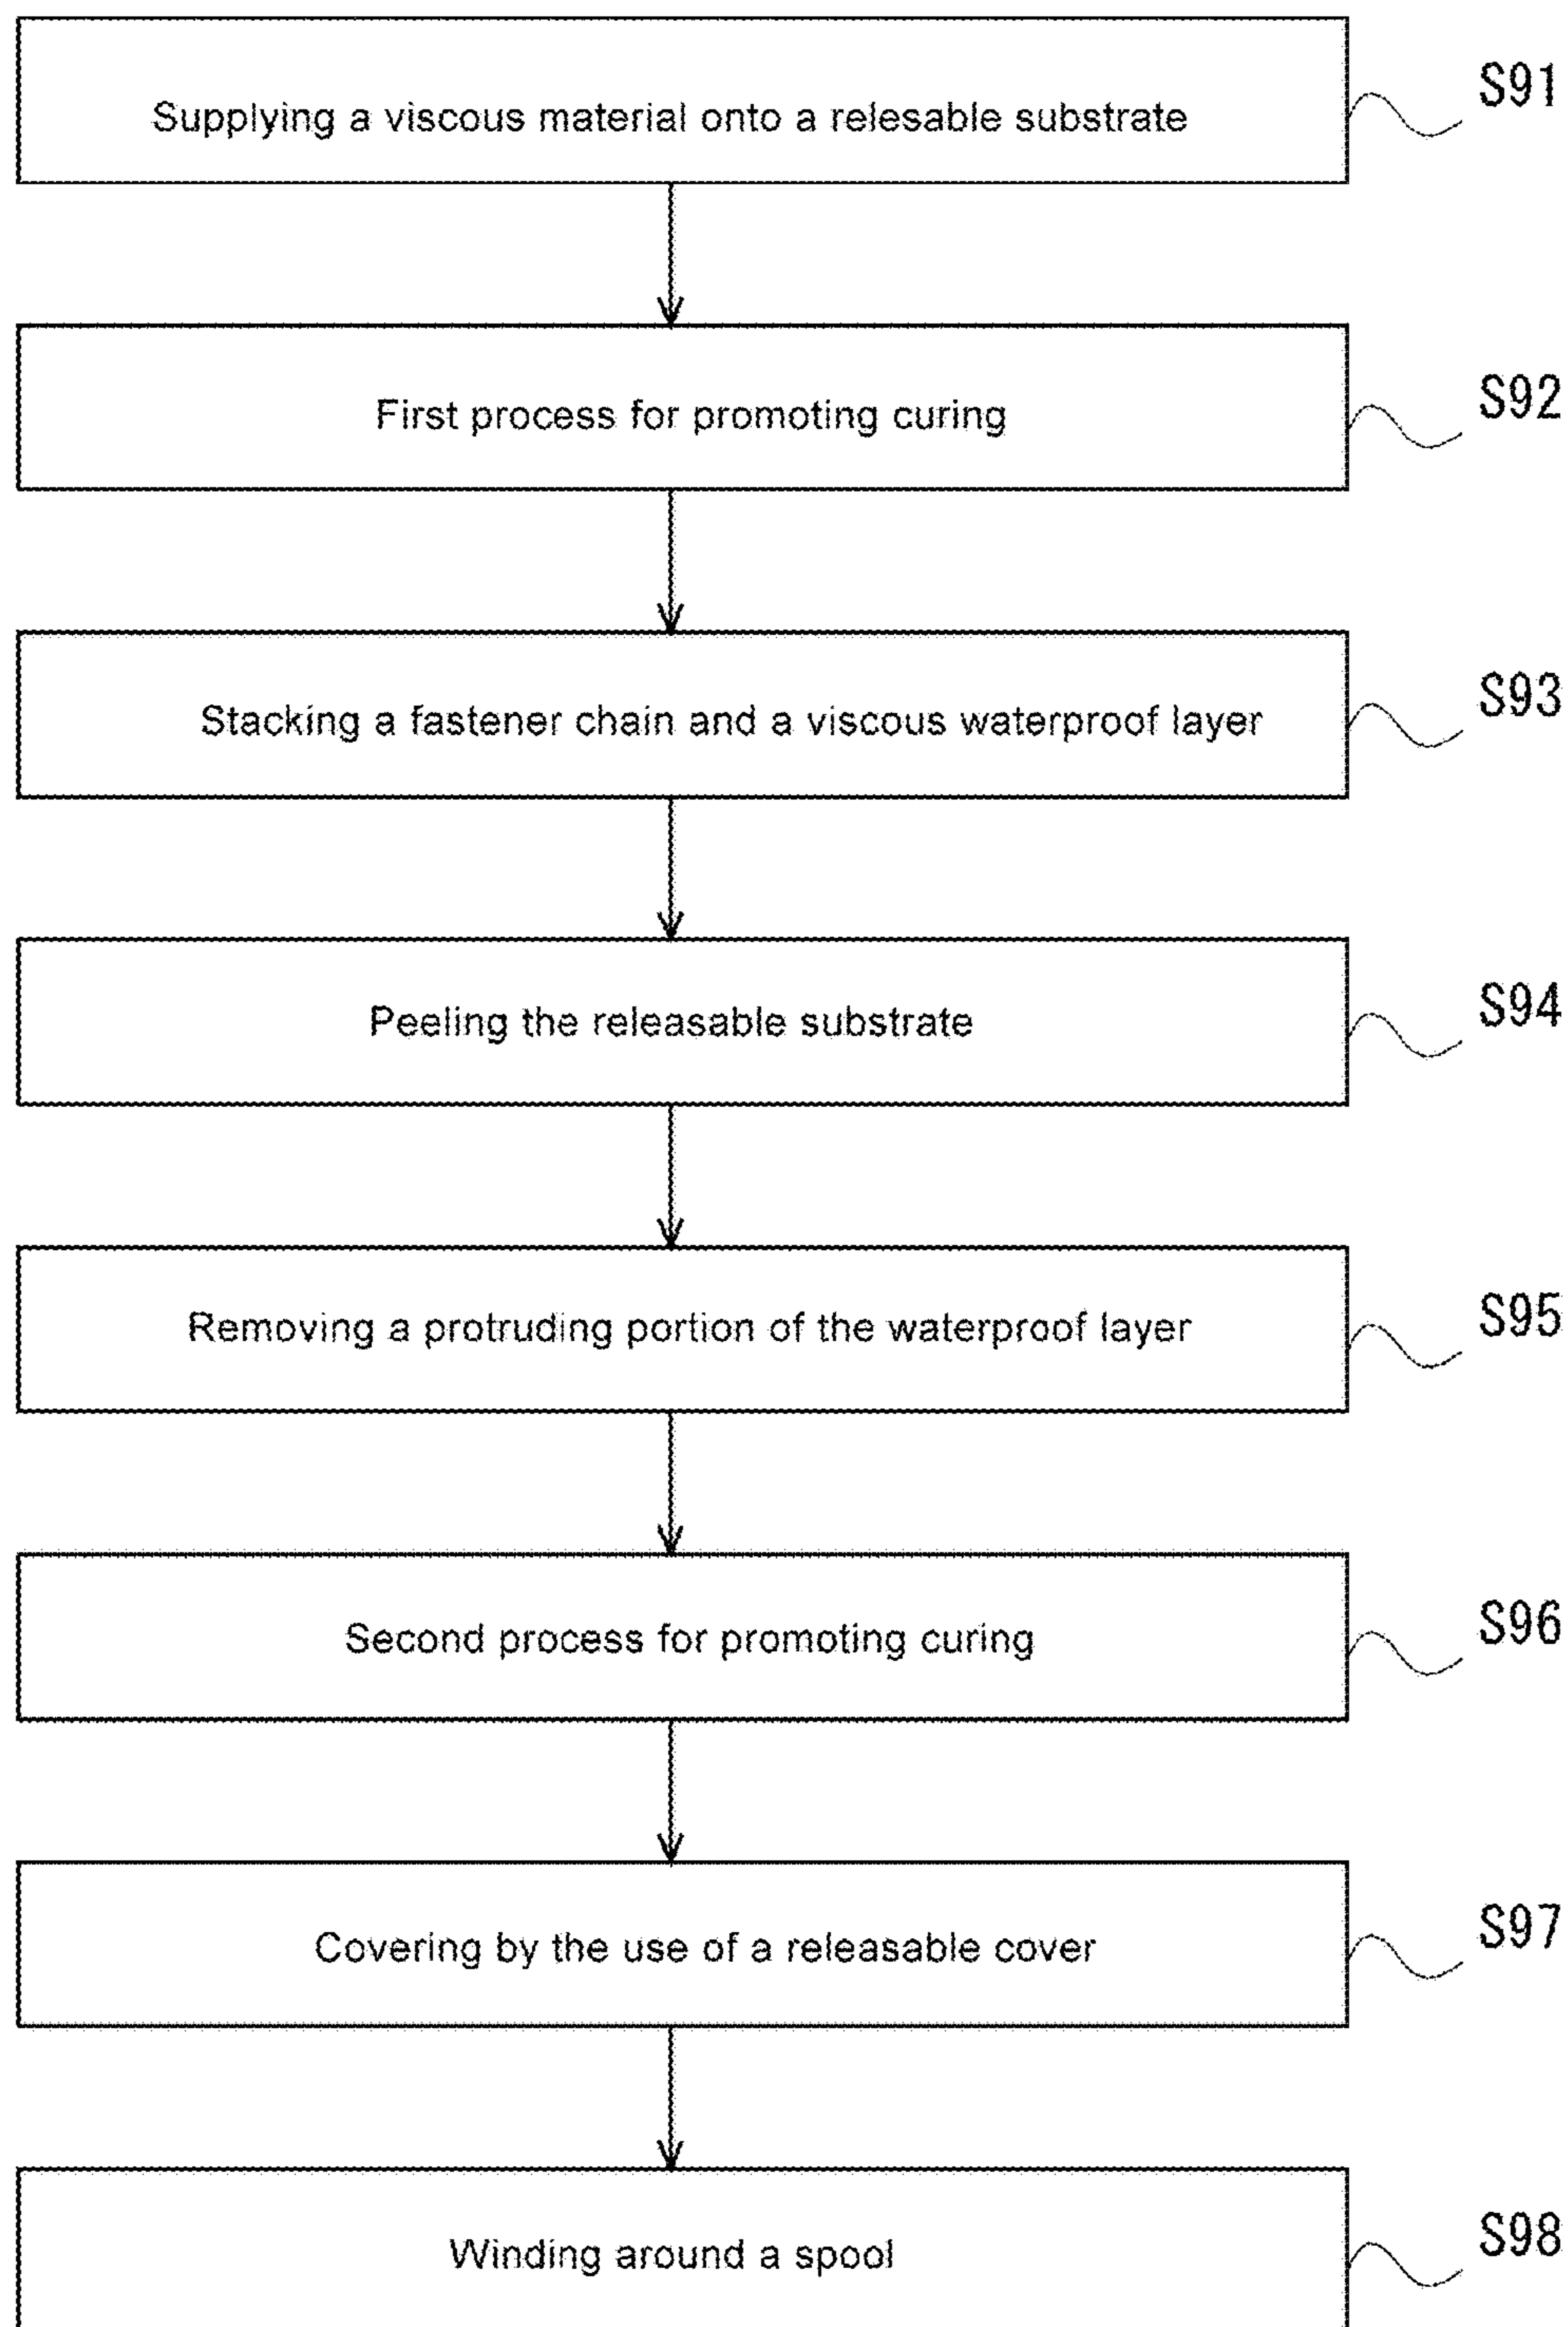 Supplying a viscous material onto a relesable substrate
S91
First process for promoting curing
S92
Stacking a fastener chain and a viscous waterproof layer
S93
Peeling the releasable substrate
S94
Removing a protruding portion of the waterproof layer
S95
Second process for promoting curing
S96
Covering by the use of a releasable cover
S97
Winding around a spool
S98